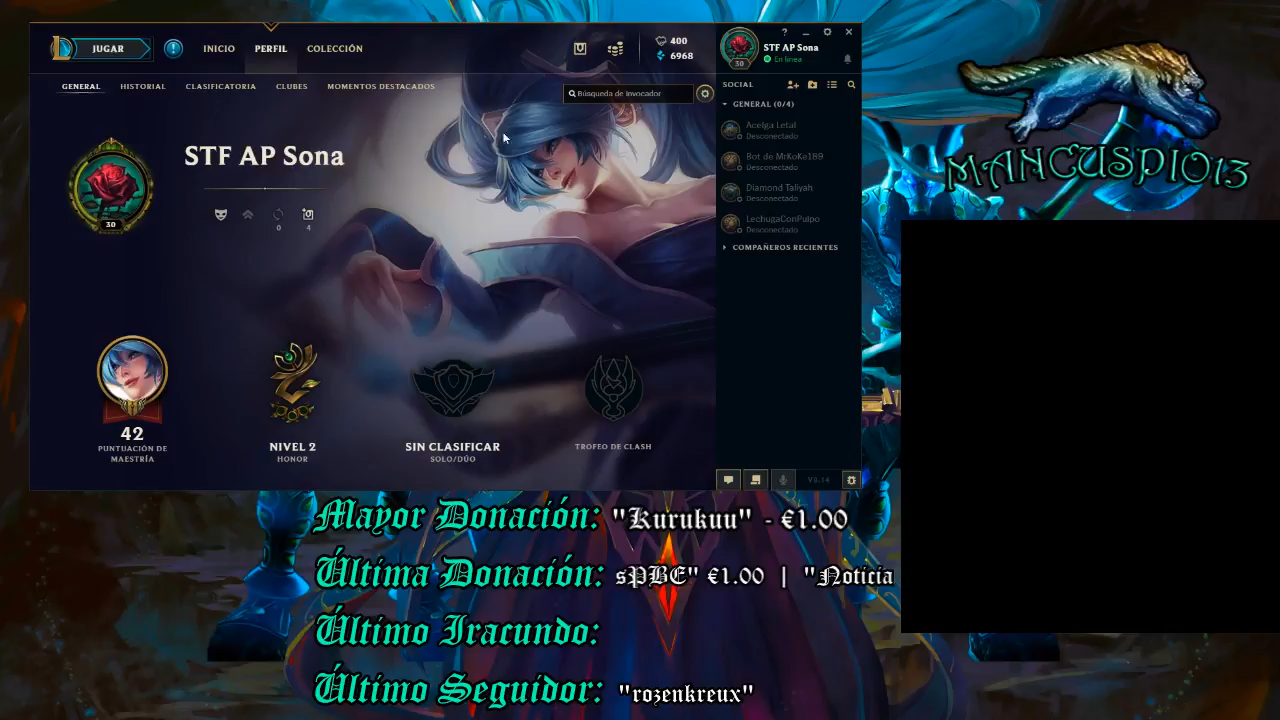 JUGAR
INICIO
PERFIL
COLECCIÓN
400
6968
STF AP Sona
En línea
30
GENERAL
HISTORIAL
CLASIFICATORIA
CLUBES
MOMENTOS DESTACADOS
Búsqueda de Invocador
SOCIAL
GENERAL (0/4)
Acelga Letal
Desconectado
Bot de MrKoKe189
Desconectado
Diamond Taliyah
Desconectado
LechugaConPulpo
Desconectado
COMPAÑEROS RECIENTES
STF AP Sona
30
0
4
42
PUNTUACIÓN DE
MAESTRÍA
NIVEL 2
HONOR
SIN CLASIFICAR
SOLO/DÚO
TROFEO DE CLASH
V8.14
MANCUSPIO13
Mayor Donación: "Kurukuu" - €1.00
Última Donación: sPBE" €1.00 | "Noticia
Último Iracundo:
Último Seguidor: "rozenkreux"